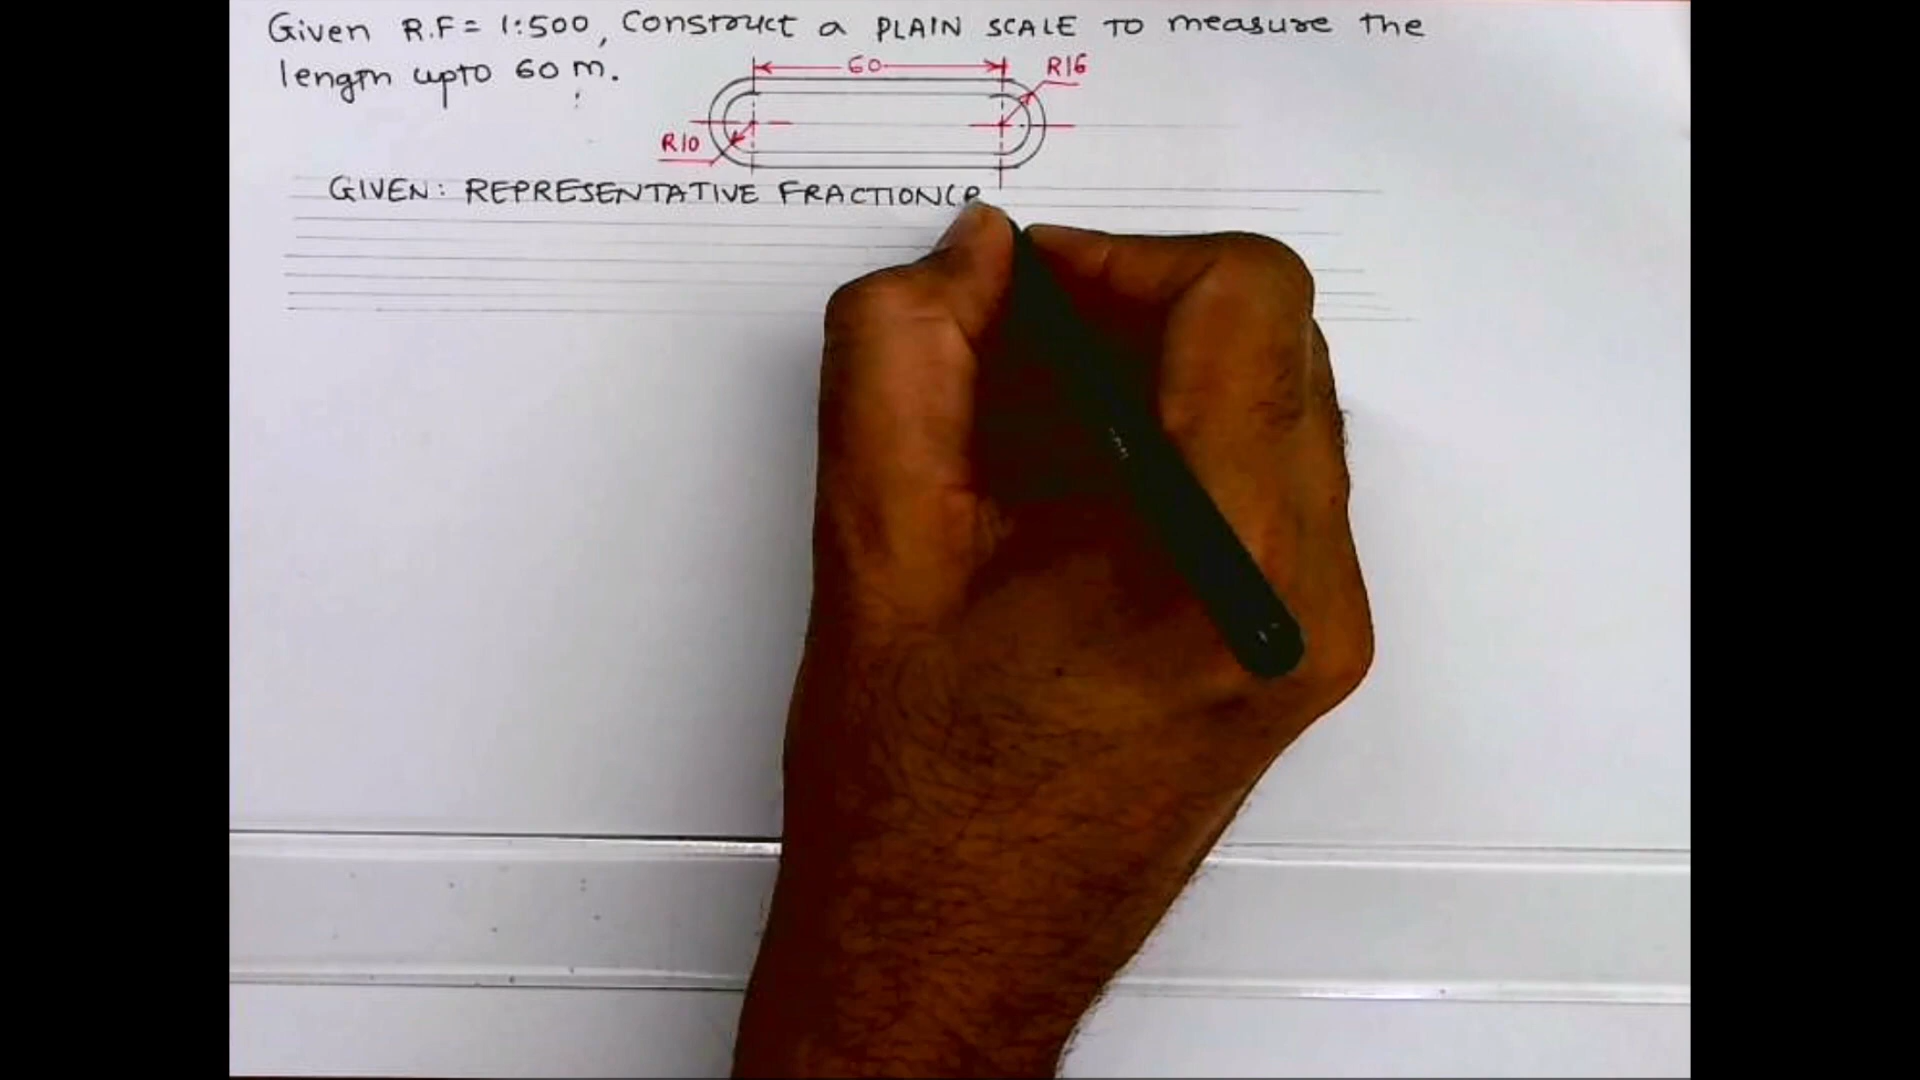 Given R.F = 1:500, Construct a PLAIN SCALE TO measure the
length upto 60 m.
60
R16
R10
GIVEN: REPRESENTATIVE FRACTION(R